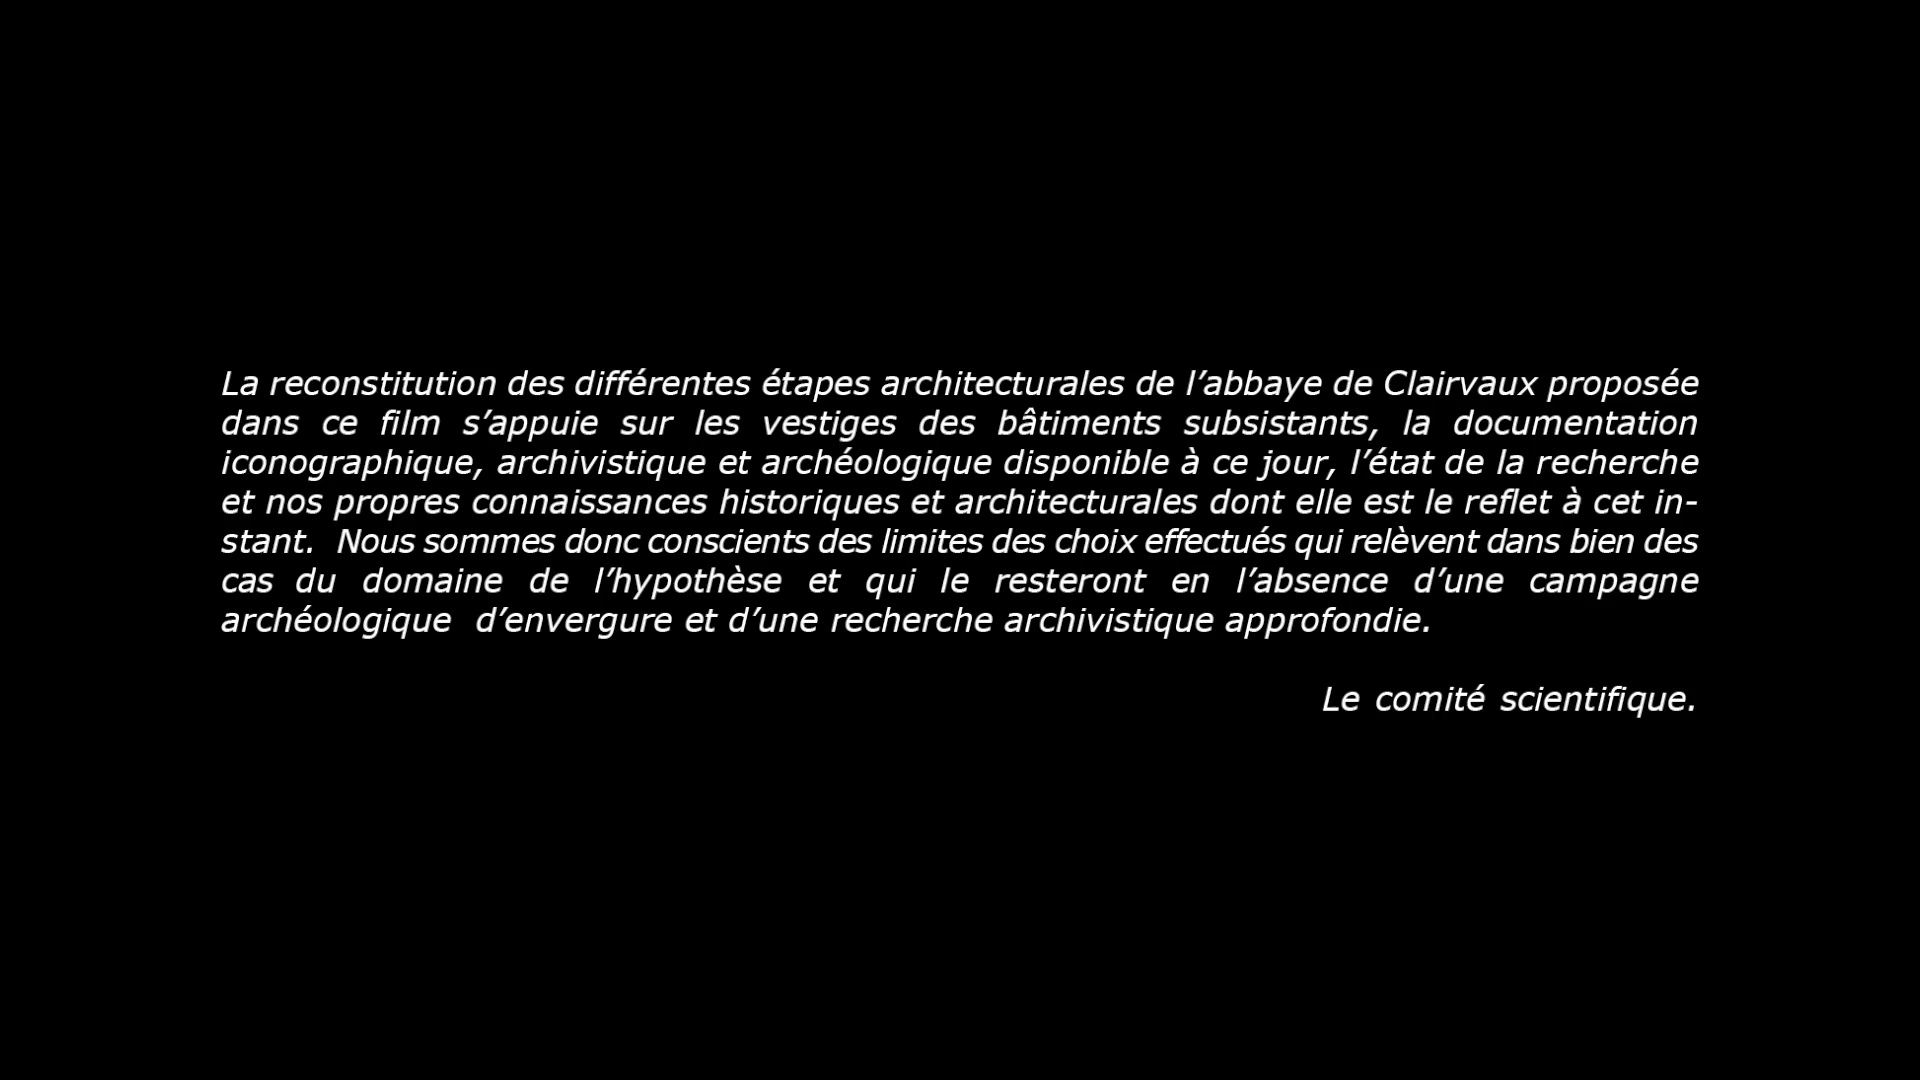 La reconstitution des différentes étapes architecturales de l’abbaye de Clairvaux proposée
dans ce film s’appuie sur les vestiges des bâtiments subsistants, la documentation
iconographique, archivistique et archéologique disponible à ce jour, l’état de la recherche
et nos propres connaissances historiques et architecturales dont elle est le reflet à cet in-
stant.  Nous sommes donc conscients des limites des choix effectués qui relèvent dans bien des
cas du domaine de l’hypothèse et qui le resteront en l’absence d’une campagne
archéologique  d’envergure et d’une recherche archivistique approfondie.
Le comité scientifique.